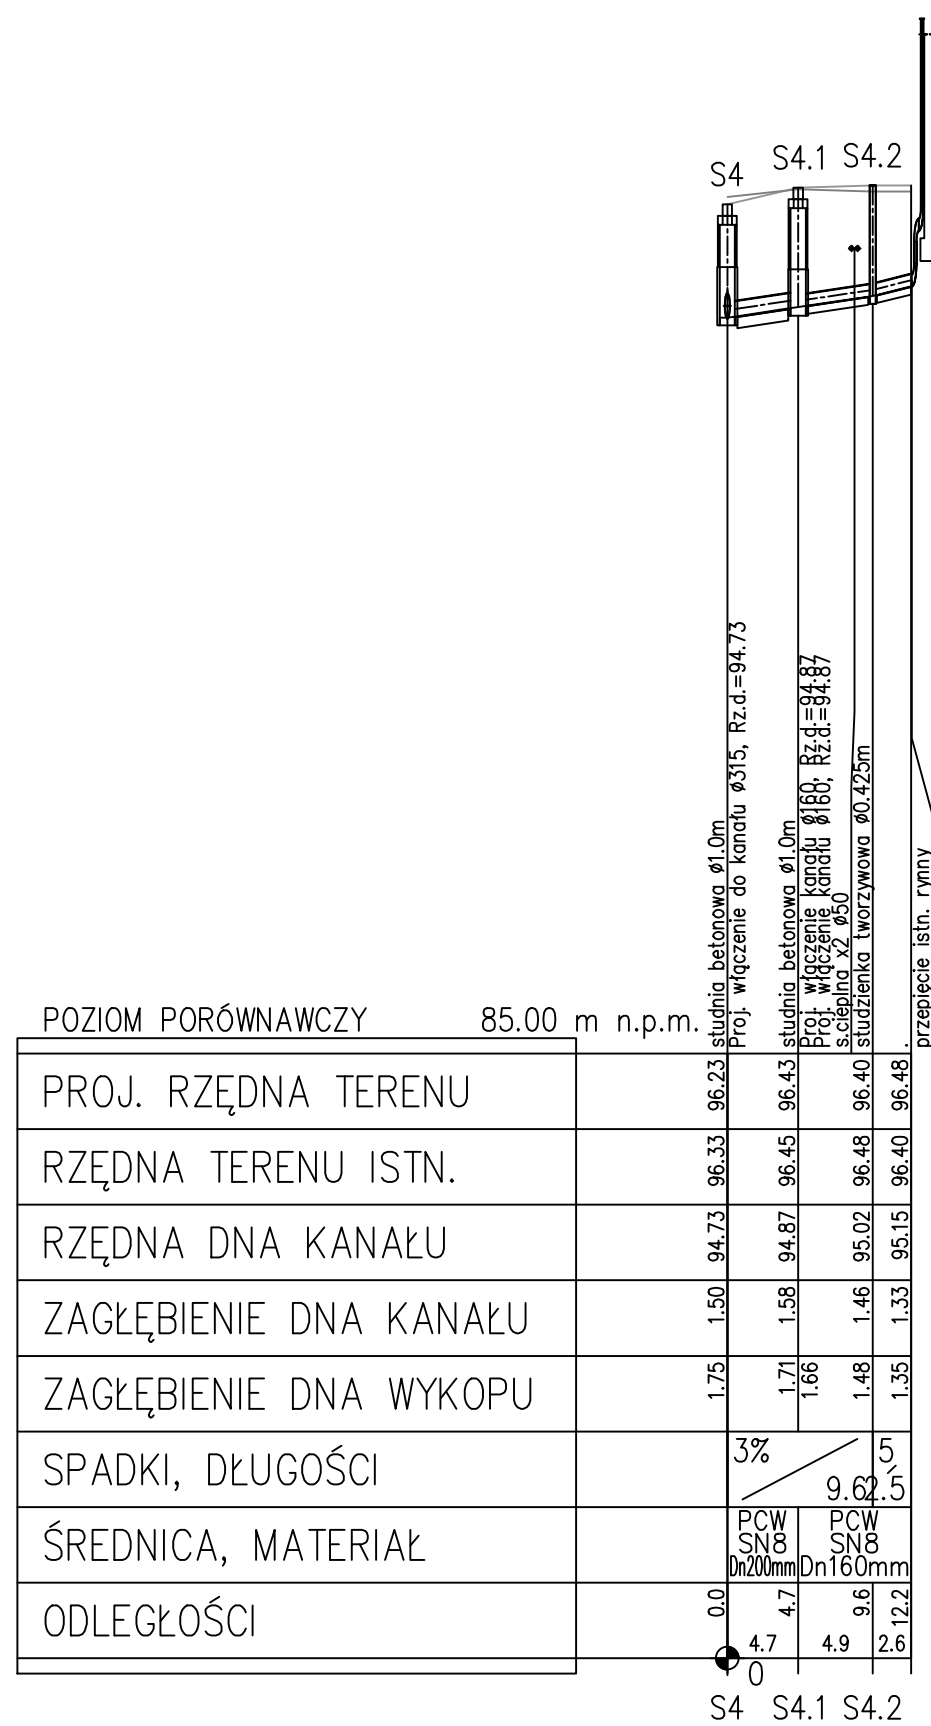 S4 S4.1 S4.2
studnia betonowa ø1.0m
Proj. włączenie do kanału ø315, Rz.d.=94.73
studnia betonowa ø1.0m
Proj. włączenie kanału ø160, Rz.d.=94.87
Proj. włączenie kanału ø160, Rz.d.=94.87
s.cieplna x2 ø50
studzienka tworzywowa ø0.425m
.
przepięcie istn. rynny
POZIOM PORÓWNAWCZY 85.00 m n.p.m.
PROJ. RZĘDNA TERENU 96.23 96.43 96.40 96.48
RZĘDNA TERENU ISTN. 96.33 96.45 96.48 96.40
RZĘDNA DNA KANAŁU 94.73 94.87 95.02 95.15
ZAGŁĘBIENIE DNA KANAŁU 1.50 1.58 1.46 1.33
ZAGŁĘBIENIE DNA WYKOPU 1.75 1.71 1.66 1.48 1.35
SPADKI, DŁUGOŚCI 3% 9.6 5 2.5
ŚREDNICA, MATERIAŁ
PCW PCW
SN8 SN8
Dn200mm Dn160mm
ODLEGŁOŚCI 0.0 4.7 9.6 12.2
4.7 4.9 2.6
0
S4 S4.1 S4.2